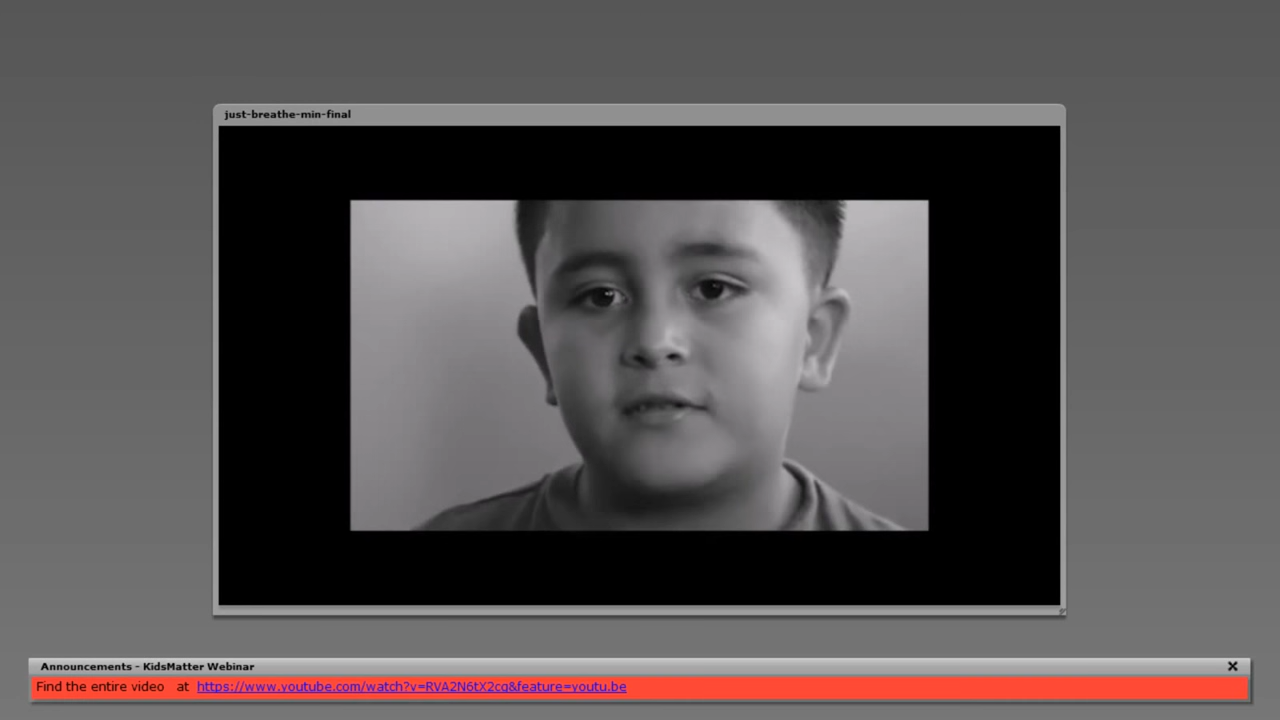 just-breathe-min-final
Announcements - KidsMatter Webinar
Find the entire video at https://www.youtube.com/watch?v=RVA2N6tX2cg&feature=youtu.be